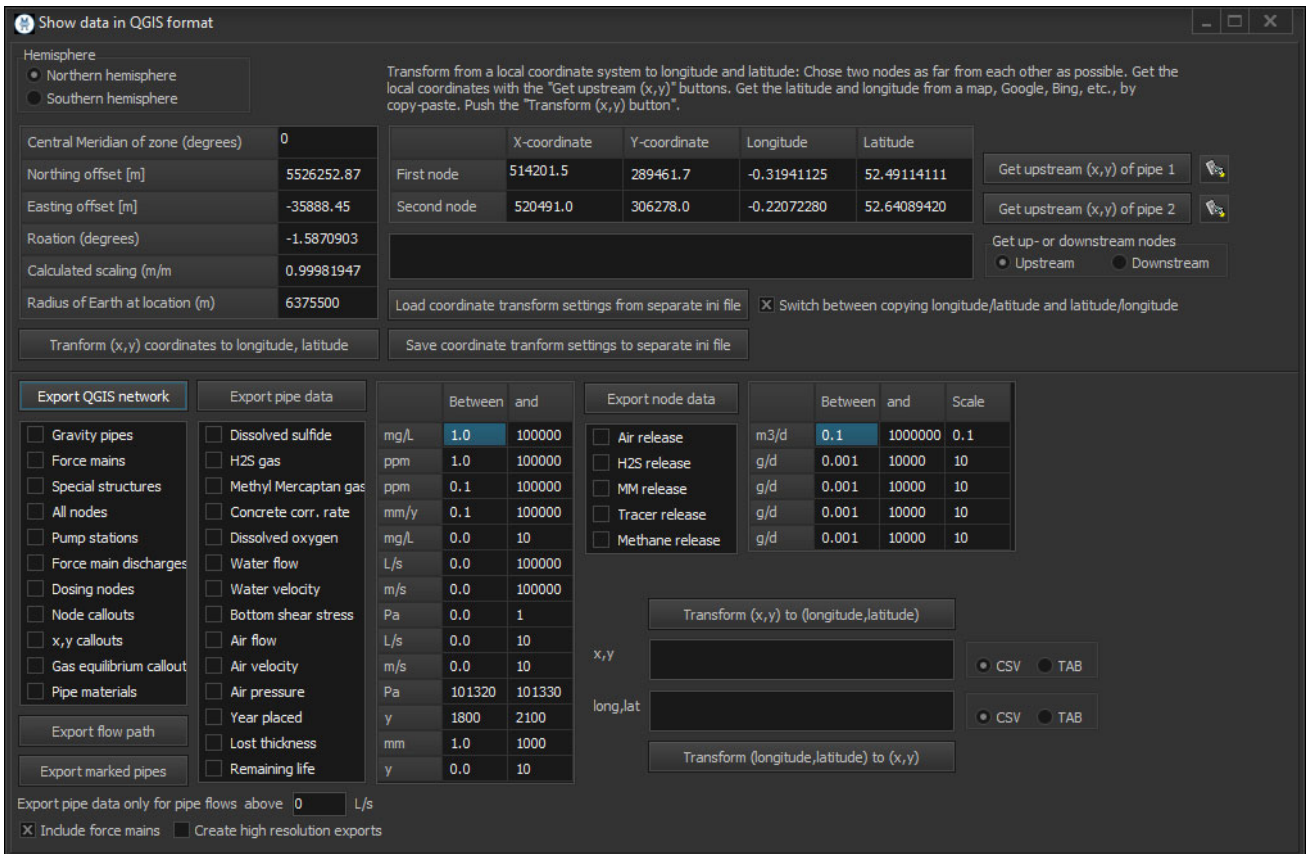 Show data in QGIS format
Hemisphere
Northern hemisphere
Southern hemisphere
Transform from a local coordinate system to longitude and latitude: Chose two nodes as far from each other as possible. Get the
local coordinates with the "Get upstream (x,y)" buttons. Get the latitude and longitude from a map, Google, Bing, etc., by
copy-paste. Push the "Transform (x,y) button".
Central Meridian of zone (degrees) 0
Northing offset [m] 5526252.87
Easting offset [m] -35888.45
Roation (degrees) -1.5870903
Calculated scaling (m/m 0.99981947
Radius of Earth at location (m) 6375500
X-coordinate Y-coordinate Longitude Latitude
First node 514201.5 289461.7 -0.31941125 52.49114111
Second node 520491.0 306278.0 -0.22072280 52.64089420
Get upstream (x,y) of pipe 1
Get upstream (x,y) of pipe 2
Get up- or downstream nodes
Upstream Downstream
Load coordinate transform settings from separate ini file
Switch between copying longitude/latitude and latitude/longitude
Tranform (x,y) coordinates to longitude, latitude
Save coordinate tranform settings to separate ini file
Export QGIS network
Gravity pipes
Force mains
Special structures
All nodes
Pump stations
Force main discharges
Dosing nodes
Node callouts
x,y callouts
Gas equilibrium callout
Pipe materials
Export flow path
Export marked pipes
Export pipe data
Between and
Dissolved sulfide mg/L 1.0 100000
H2S gas ppm 1.0 100000
Methyl Mercaptan gas ppm 0.1 100000
Concrete corr. rate mm/y 0.1 100000
Dissolved oxygen mg/L 0.0 10
Water flow L/s 0.0 100000
Water velocity m/s 0.0 100000
Bottom shear stress Pa 0.0 1
Air flow L/s 0.0 10
Air velocity m/s 0.0 10
Air pressure Pa 101320 101330
Year placed y 1800 2100
Lost thickness mm 1.0 1000
Remaining life y 0.0 10
Export node data
Between and Scale
Air release m3/d 0.1 1000000 0.1
H2S release g/d 0.001 10000 10
MM release g/d 0.001 10000 10
Tracer release g/d 0.001 10000 10
Methane release g/d 0.001 10000 10
Transform (x,y) to (longitude,latitude)
x,y
CSV TAB
long,lat
CSV TAB
Transform (longitude,latitude) to (x,y)
Export pipe data only for pipe flows above 0 L/s
Include force mains Create high resolution exports